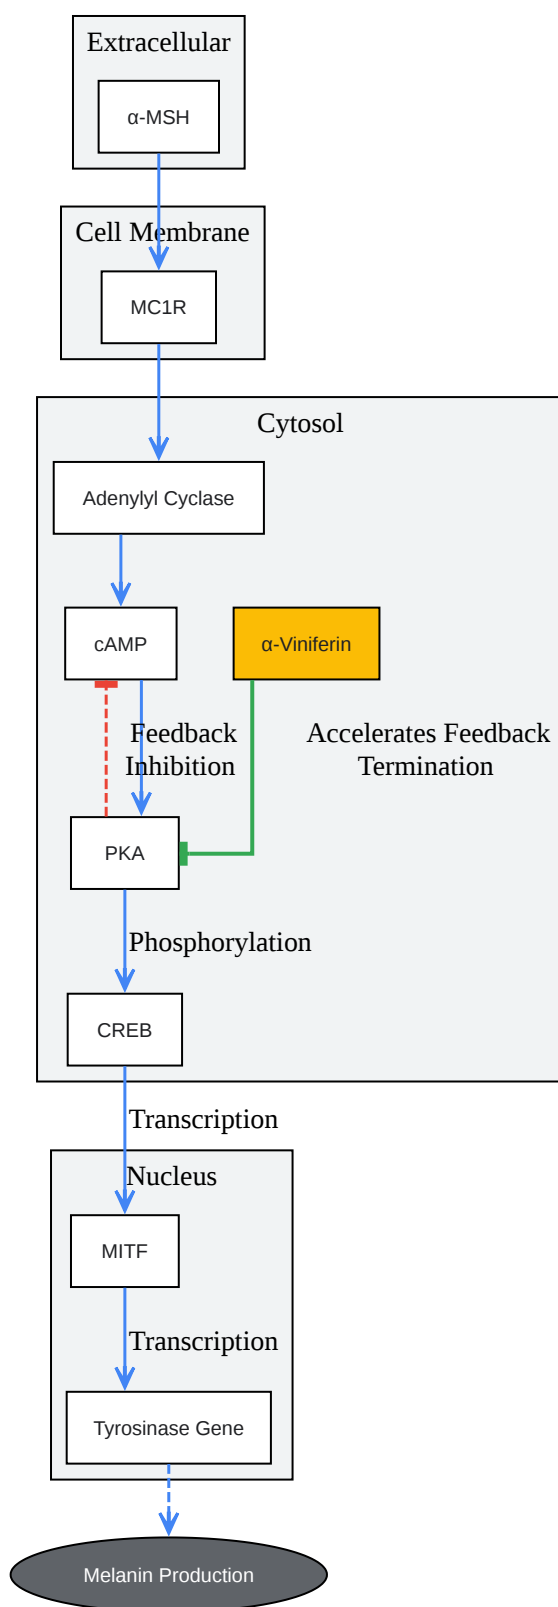 Extracellular
α-MSH
Cell Membrane
MC1R
Cytosol
Adenylyl Cyclase
cAMP
α-Viniferin
Feedback
Inhibition
Accelerates Feedback
Termination
PKA
Phosphorylation
CREB
Transcription
Nucleus
MITF
Transcription
Tyrosinase Gene
Melanin Production